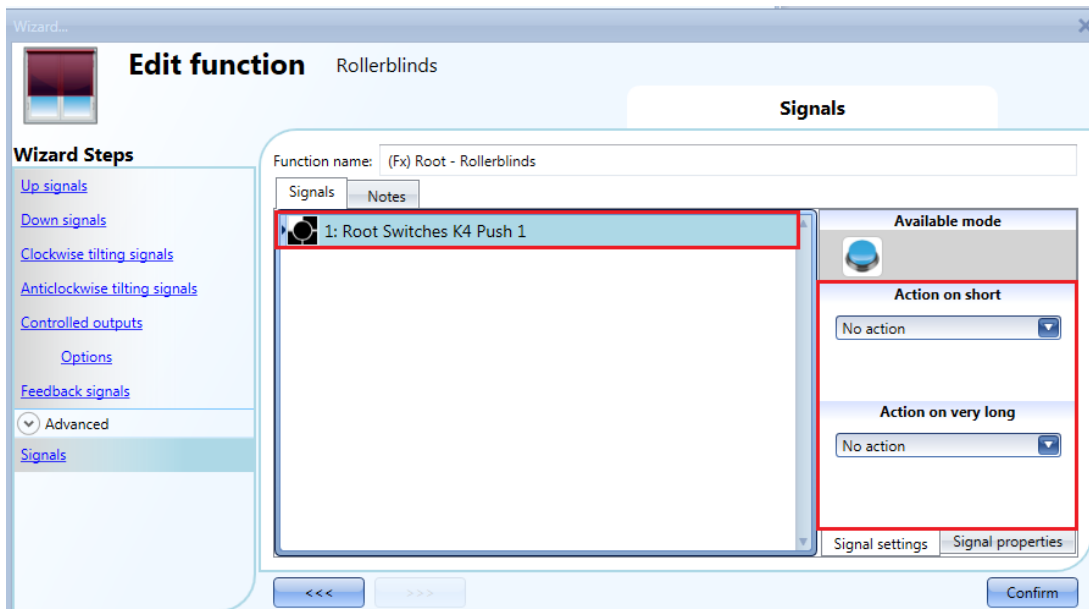 Wizard...
Edit function Rollerblinds
Signals
Wizard Steps
Up signals
Down signals
Clockwise tilting signals
Anticlockwise tilting signals
Controlled outputs
Options
Feedback signals
Advanced
Signals
Function name: (Fx) Root - Rollerblinds
Signals Notes
1: Root Switches K4 Push 1
Available mode
Action on short
No action
Action on very long
No action
Signal settings Signal properties
<<< >>> Confirm